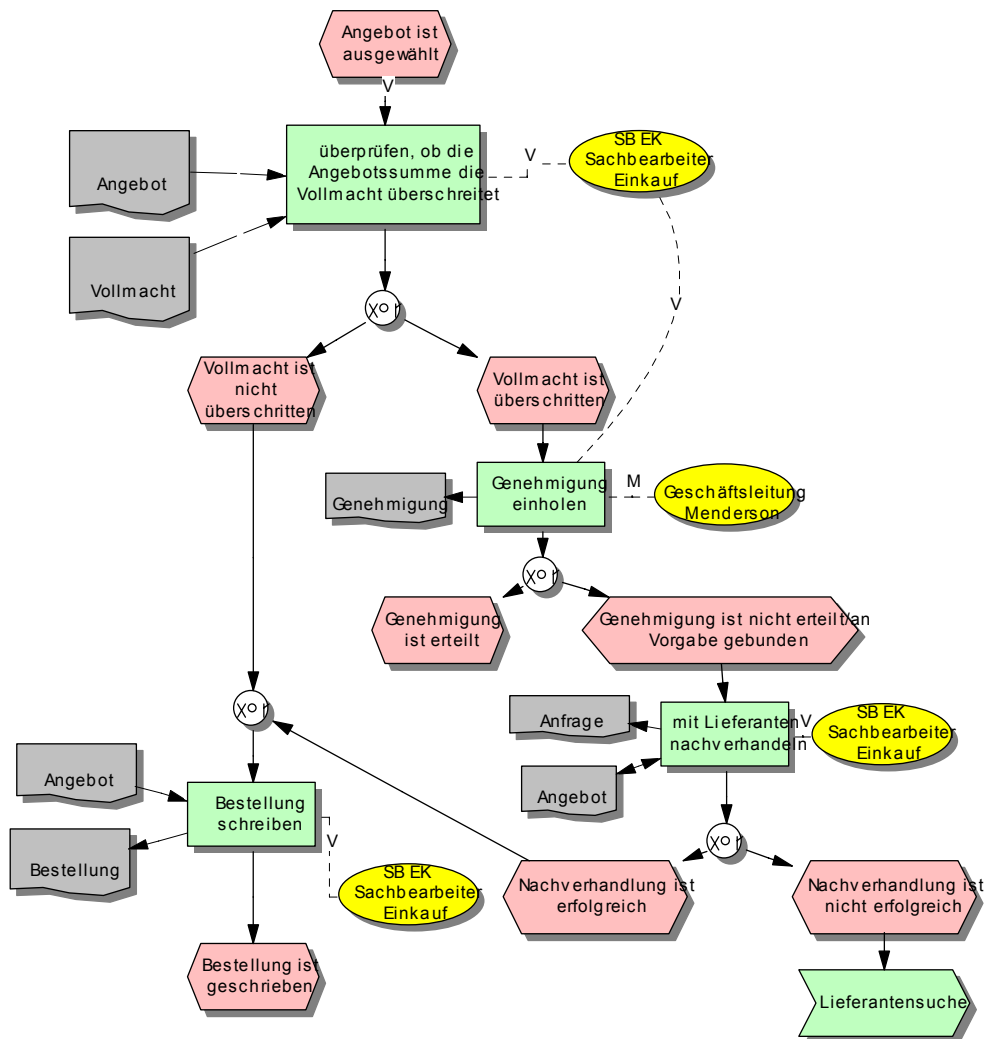 Angebot ist
ausgewählt
V
überprüfen, ob die
Angebotssumme die
Vollmacht überschreitet
V
SB EK
Sachbearbeiter
Einkauf
Angebot
Vollmacht
V
Xor
Vollmacht ist
nicht
überschritten
Vollmacht ist
überschritten
Genehmigung
einholen
M
Geschäftsleitung
Menderson
Genehmigung
Xor
Genehmigung
ist erteilt
Genehmigung ist nicht erteilt/an
Vorgabe gebunden
Xor
Anfrage
mit Lieferanten
nachverhandeln
V
SB EK
Sachbearbeiter
Einkauf
Angebot
Angebot
Bestellung
schreiben
V
Bestellung
Xor
SB EK
Sachbearbeiter
Einkauf
Nachverhandlung ist
erfolgreich
Nachverhandlung ist
nicht erfolgreich
Bestellung ist
geschrieben
Lieferantensuche